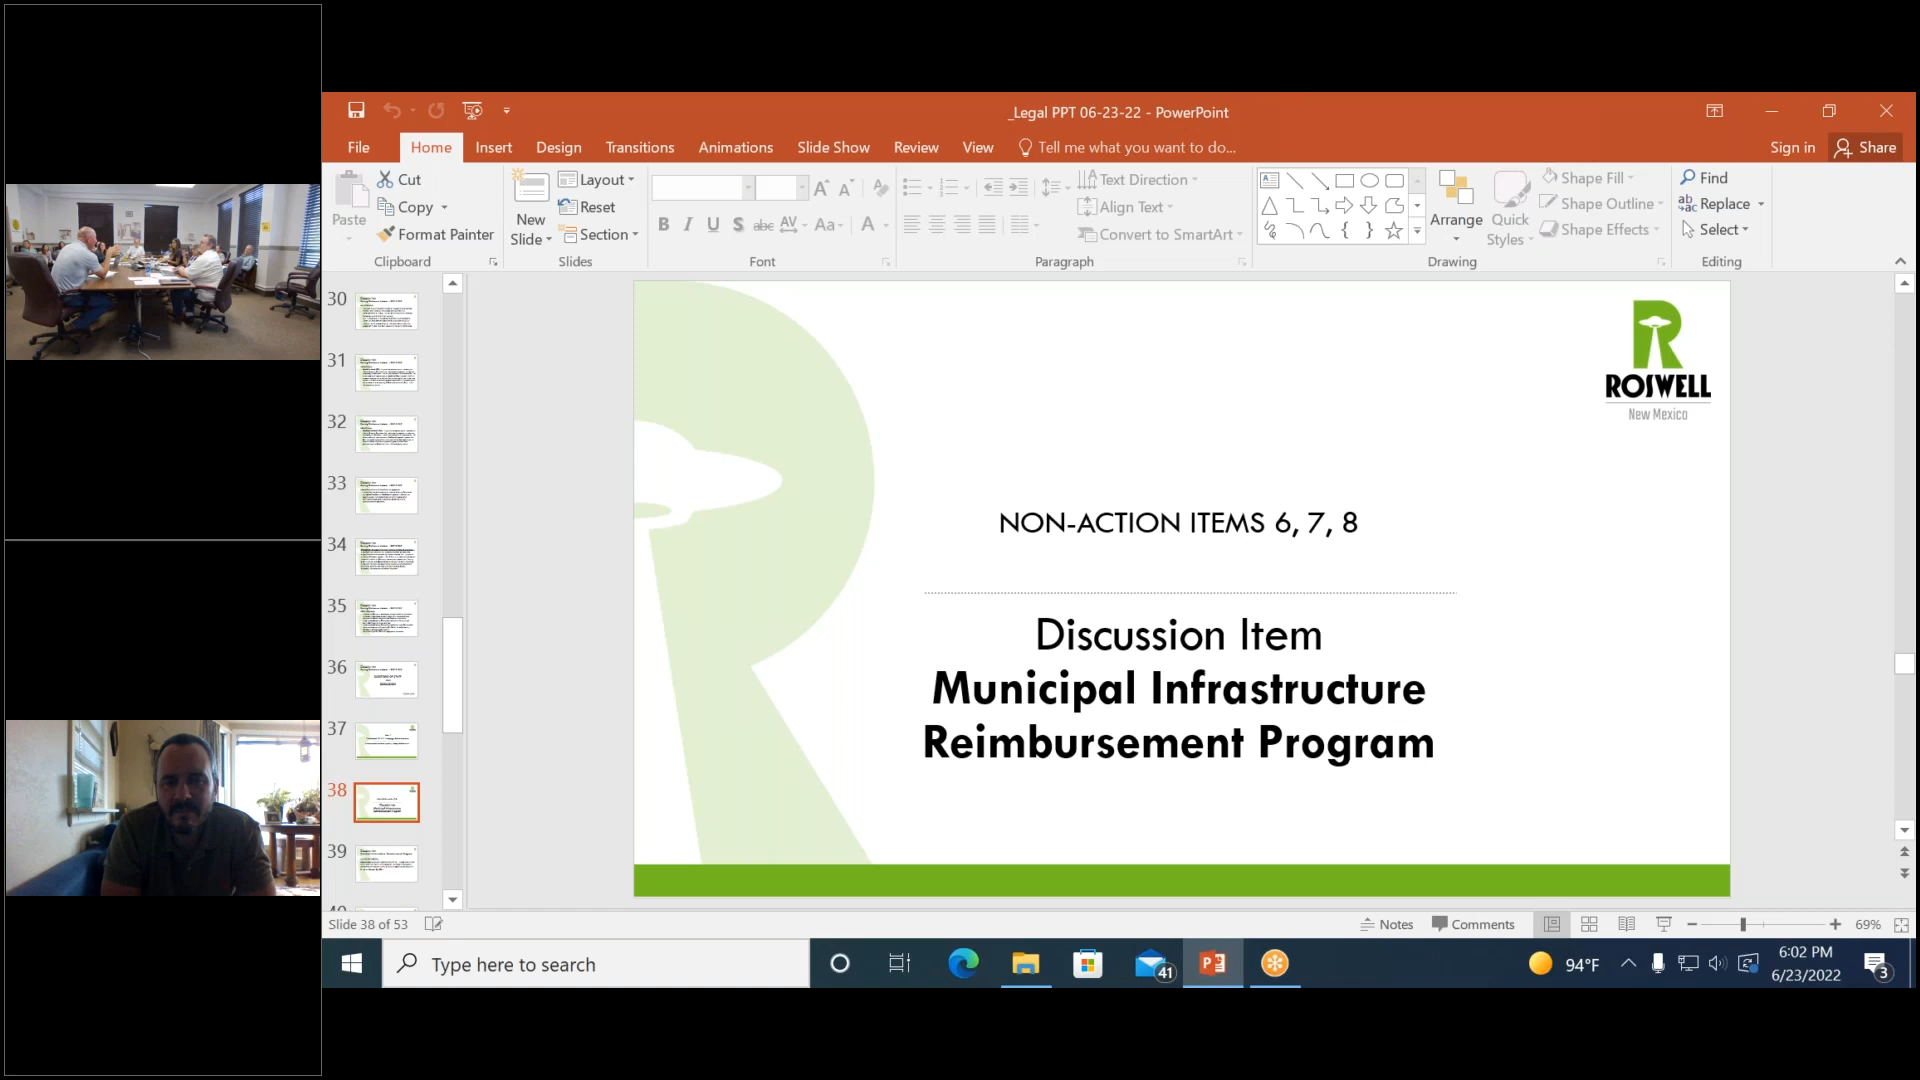 _Legal PPT 06-23-22 - PowerPoint
File Home Insert Design Transitions Animations Slide Show Review View Tell me what you want to do... Sign in Share
Paste
Cut
Copy
Format Painter
Clipboard
New
Slide
Layout
Reset
Section
Slides
B I U S abc AV Aa A
Font
Text Direction
Align Text
Convert to SmartArt
Paragraph
Arrange
Quick
Styles
Shape Fill
Shape Outline
Shape Effects
Drawing
Find
Replace
Select
Editing
30
31
32
33
34
35
36
37
38
39
ROSWELL
New Mexico
NON-ACTION ITEMS 6, 7, 8
Discussion Item
Municipal Infrastructure
Reimbursement Program
Slide 38 of 53 Notes Comments 69%
Type here to search 41 94°F 6:02 PM
6/23/2022 3